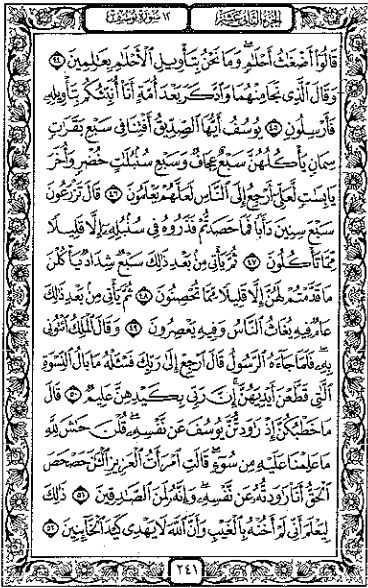 الجزء الثاني عشر ١٢ سورة يوسف
قَالُوٓا۟ أَضْغَٰثُ أَحْلَٰمٍ وَمَا نَحْنُ بِتَأْوِيلِ ٱلْأَحْلَٰمِ بِعَٰلِمِينَ ٤٤
وَقَالَ ٱلَّذِى نَجَا مِنْهُمَا وَٱدَّكَرَ بَعْدَ أُمَّةٍ أَنَا۠ أُنَبِّئُكُم بِتَأْوِيلِهِۦ
فَأَرْسِلُونِ ٤٥ يُوسُفُ أَيُّهَا ٱلصِّدِّيقُ أَفْتِنَا فِى سَبْعِ بَقَرَٰتٍ
سِمَانٍ يَأْكُلُهُنَّ سَبْعٌ عِجَافٌ وَسَبْعِ سُنۢبُلَٰتٍ خُضْرٍ وَأُخَرَ
يَابِسَٰتٍ لَّعَلِّىٓ أَرْجِعُ إِلَى ٱلنَّاسِ لَعَلَّهُمْ يَعْلَمُونَ ٤٦ قَالَ تَزْرَعُونَ
سَبْعَ سِنِينَ دَأَبًا فَمَا حَصَدتُّمْ فَذَرُوهُ فِى سُنۢبُلِهِۦٓ إِلَّا قَلِيلًا
مِّمَّا تَأْكُلُونَ ٤٧ ثُمَّ يَأْتِى مِنۢ بَعْدِ ذَٰلِكَ سَبْعٌ شِدَادٌ يَأْكُلْنَ
مَا قَدَّمْتُمْ لَهُنَّ إِلَّا قَلِيلًا مِّمَّا تُحْصِنُونَ ٤٨ ثُمَّ يَأْتِى مِنۢ بَعْدِ ذَٰلِكَ
عَامٌ فِيهِ يُغَاثُ ٱلنَّاسُ وَفِيهِ يَعْصِرُونَ ٤٩ وَقَالَ ٱلْمَلِكُ ٱئْتُونِى
بِهِۦ فَلَمَّا جَآءَهُ ٱلرَّسُولُ قَالَ ٱرْجِعْ إِلَىٰ رَبِّكَ فَسْـَٔلْهُ مَا بَالُ ٱلنِّسْوَةِ
ٱلَّٰتِى قَطَّعْنَ أَيْدِيَهُنَّ إِنَّ رَبِّى بِكَيْدِهِنَّ عَلِيمٌ ٥٠ قَالَ
مَا خَطْبُكُنَّ إِذْ رَٰوَدتُّنَّ يُوسُفَ عَن نَّفْسِهِۦ قُلْنَ حَٰشَ لِلَّهِ
مَا عَلِمْنَا عَلَيْهِ مِن سُوٓءٍ قَالَتِ ٱمْرَأَتُ ٱلْعَزِيزِ ٱلْـَٰٔنَ حَصْحَصَ
ٱلْحَقُّ أَنَا۠ رَٰوَدتُّهُۥ عَن نَّفْسِهِۦ وَإِنَّهُۥ لَمِنَ ٱلصَّٰدِقِينَ ٥١ ذَٰلِكَ
لِيَعْلَمَ أَنِّى لَمْ أَخُنْهُ بِٱلْغَيْبِ وَأَنَّ ٱللَّهَ لَا يَهْدِى كَيْدَ ٱلْخَآئِنِينَ ٥٢
٢٤١